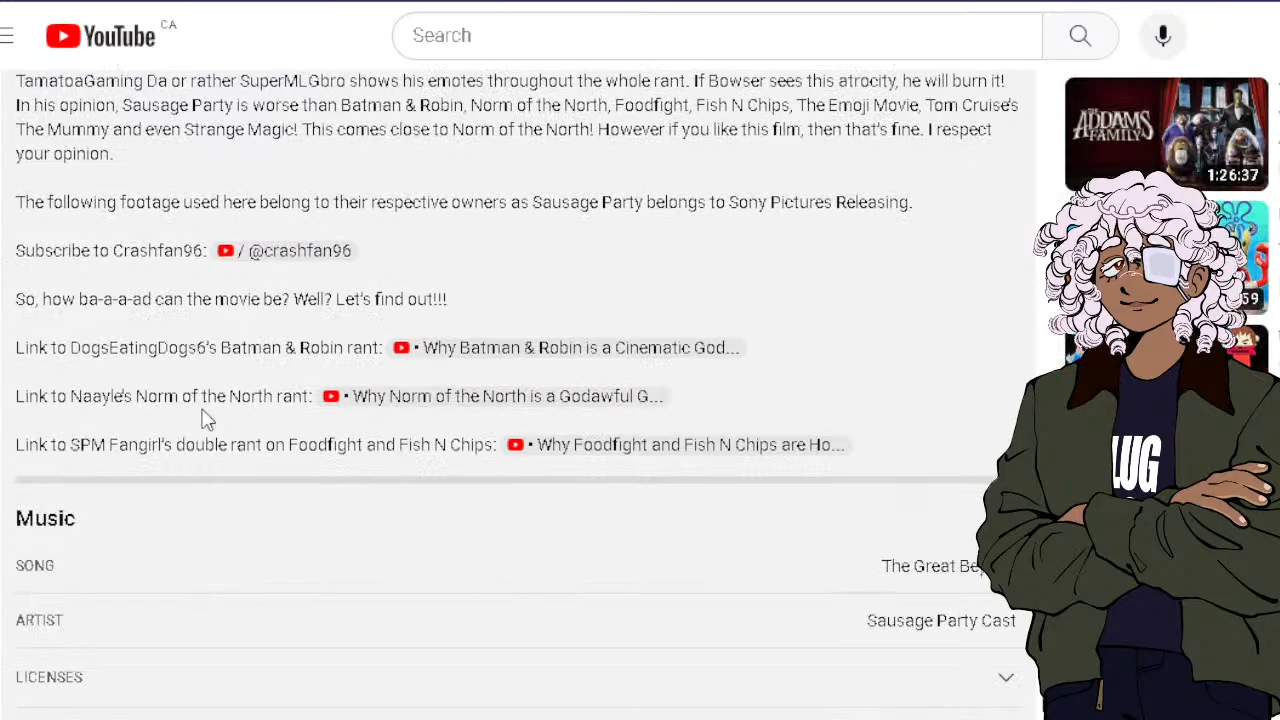 YouTube CA
Search
TamatoaGaming Da or rather SuperMLGbro shows his emotes throughout the whole rant. If Bowser sees this atrocity, he will burn it!
In his opinion, Sausage Party is worse than Batman & Robin, Norm of the North, Foodfight, Fish N Chips, The Emoji Movie, Tom Cruise's
The Mummy and even Strange Magic! This comes close to Norm of the North! However if you like this film, then that's fine. I respect
your opinion.
The following footage used here belong to their respective owners as Sausage Party belongs to Sony Pictures Releasing.
Subscribe to Crashfan96: / @crashfan96
So, how ba-a-a-ad can the movie be? Well? Let's find out!!!
Link to DogsEatingDogs6's Batman & Robin rant: • Why Batman & Robin is a Cinematic God...
Link to Naayle's Norm of the North rant: • Why Norm of the North is a Godawful G...
Link to SPM Fangirl's double rant on Foodfight and Fish N Chips: • Why Foodfight and Fish N Chips are Ho...
Music
SONG
The Great Be
ARTIST
Sausage Party Cast
LICENSES
THE ADDAMS FAMILY
1:26:37
59
LUG